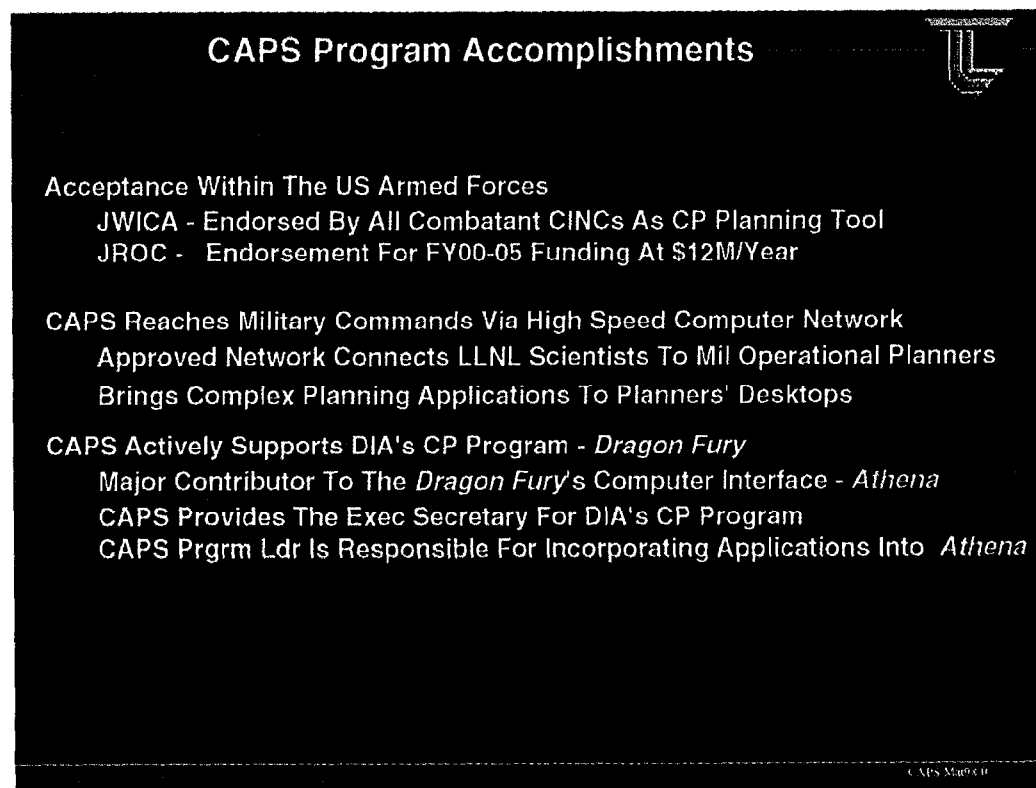 CAPS Program Accomplishments
Acceptance Within The US Armed Forces
JWICA - Endorsed By All Combatant CINCs As CP Planning Tool
JROC - Endorsement For FY00-05 Funding At $12M/Year
CAPS Reaches Military Commands Via High Speed Computer Network
Approved Network Connects LLNL Scientists To Mil Operational Planners
Brings Complex Planning Applications To Planners' Desktops
CAPS Actively Supports DIA's CP Program - Dragon Fury
Major Contributor To The Dragon Fury's Computer Interface - Athena
CAPS Provides The Exec Secretary For DIA's CP Program
CAPS Prgrm Ldr Is Responsible For Incorporating Applications Into Athena
CAPS